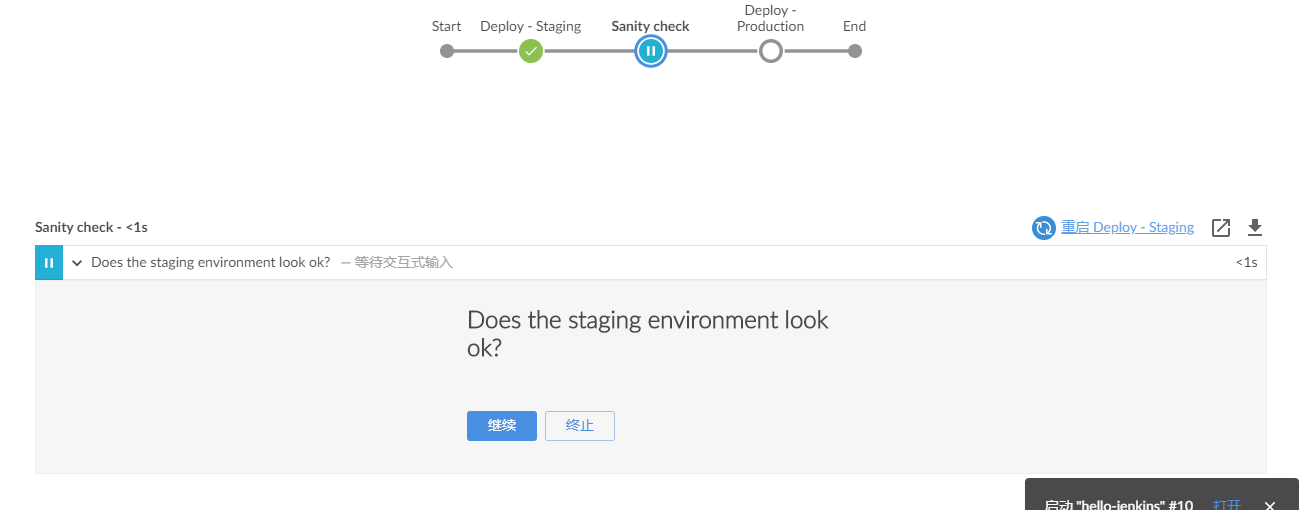 Start
Deploy - Staging
Sanity check
Deploy -
Production
End
Sanity check - <1s
重启 Deploy - Staging
Does the staging environment look ok? — 等待交互式输入
<1s
Does the staging environment look
ok?
继续
终止
启动 "hello-jenkins" #10
打开